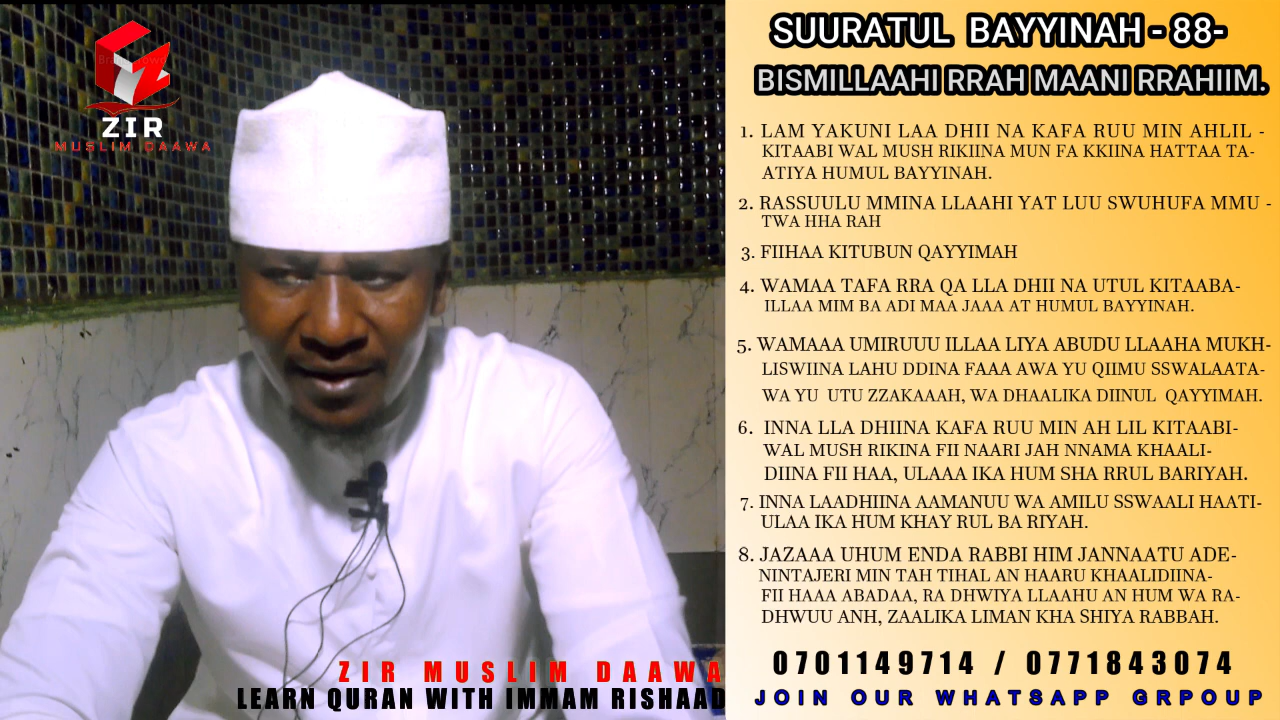 ZIR
MUSLIM DAAWA
SUURATUL BAYYINAH - 88-
BISMILLAAHI RRAH MAANI RRAHIIM.
1. LAM YAKUNI LAA DHII NA KAFA RUU MIN AHLIL -
KITAABI WAL MUSH RIKIINA MUN FA KKIINA HATTAA TA-
ATIYA HUMUL BAYYINAH.
2. RASSUULU MMINA LLAAHI YAT LUU SWUHUFA MMU -
TWA HHA RAH
3. FIIHAA KITUBUN QAYYIMAH
4. WAMAA TAFA RRA QA LLA DHII NA UTUL KITAABA-
ILLAA MIM BA ADI MAA JAAA AT HUMUL BAYYINAH.
5. WAMAAA UMIRUUU ILLAA LIYA ABUDU LLAAHA MUKH-
LISWIINA LAHU DDINA FAAA AWA YU QIIMU SSWALAATA-
WA YU UTU ZZAKAAAH, WA DHAALIKA DIINUL QAYYIMAH.
6. INNA LLA DHIINA KAFA RUU MIN AH LIL KITAABI-
WAL MUSH RIKINA FII NAARI JAH NNAMA KHAALI-
DIINA FII HAA, ULAAA IKA HUM SHA RRUL BARIYAH.
7. INNA LAADHIINA AAMANUU WA AMILU SSWAALI HAATI-
ULAA IKA HUM KHAY RUL BA RIYAH.
8. JAZAAA UHUM ENDA RABBI HIM JANNAATU ADE-
NINTAJERI MIN TAH TIHAL AN HAARU KHAALIDIINA-
FII HAAA ABADAA, RA DHWIYA LLAAHU AN HUM WA RA-
DHWUU ANH, ZAALIKA LIMAN KHA SHIYA RABBAH.
ZIR MUSLIM DAAWA
LEARN QURAN WITH IMMAM RISHAAD
0701149714 / 0771843074
JOIN OUR WHATSAPP GRPOUP